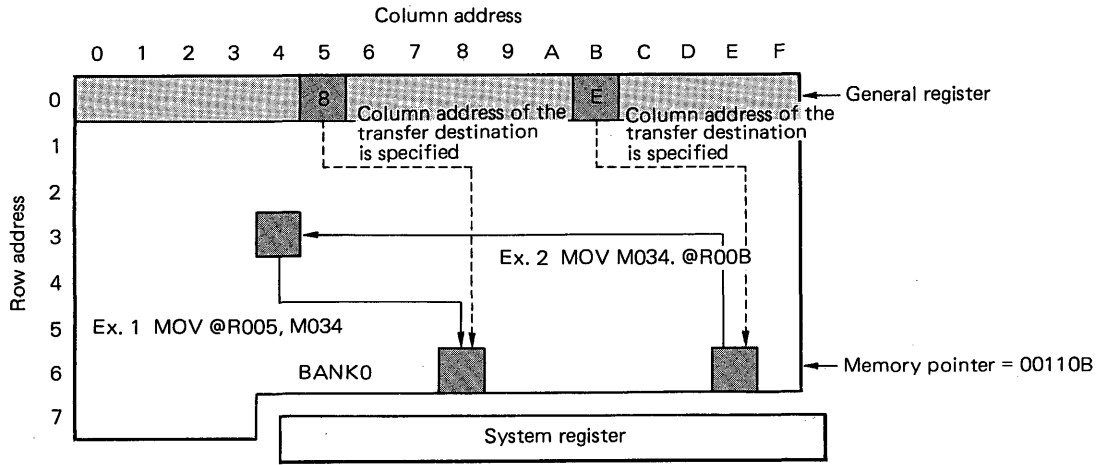 Column address
0 1 2 3 4 5 6 7 8 9 A B C D E F
Row address
0
8
E
General register
Column address of the
transfer destination
is specified
Column address of the
transfer destination
is specified
1
2
3
Ex. 2 MOV M034. @R00B
4
5
Ex. 1 MOV @R005, M034
6
BANK0
Memory pointer = 00110B
7
System register